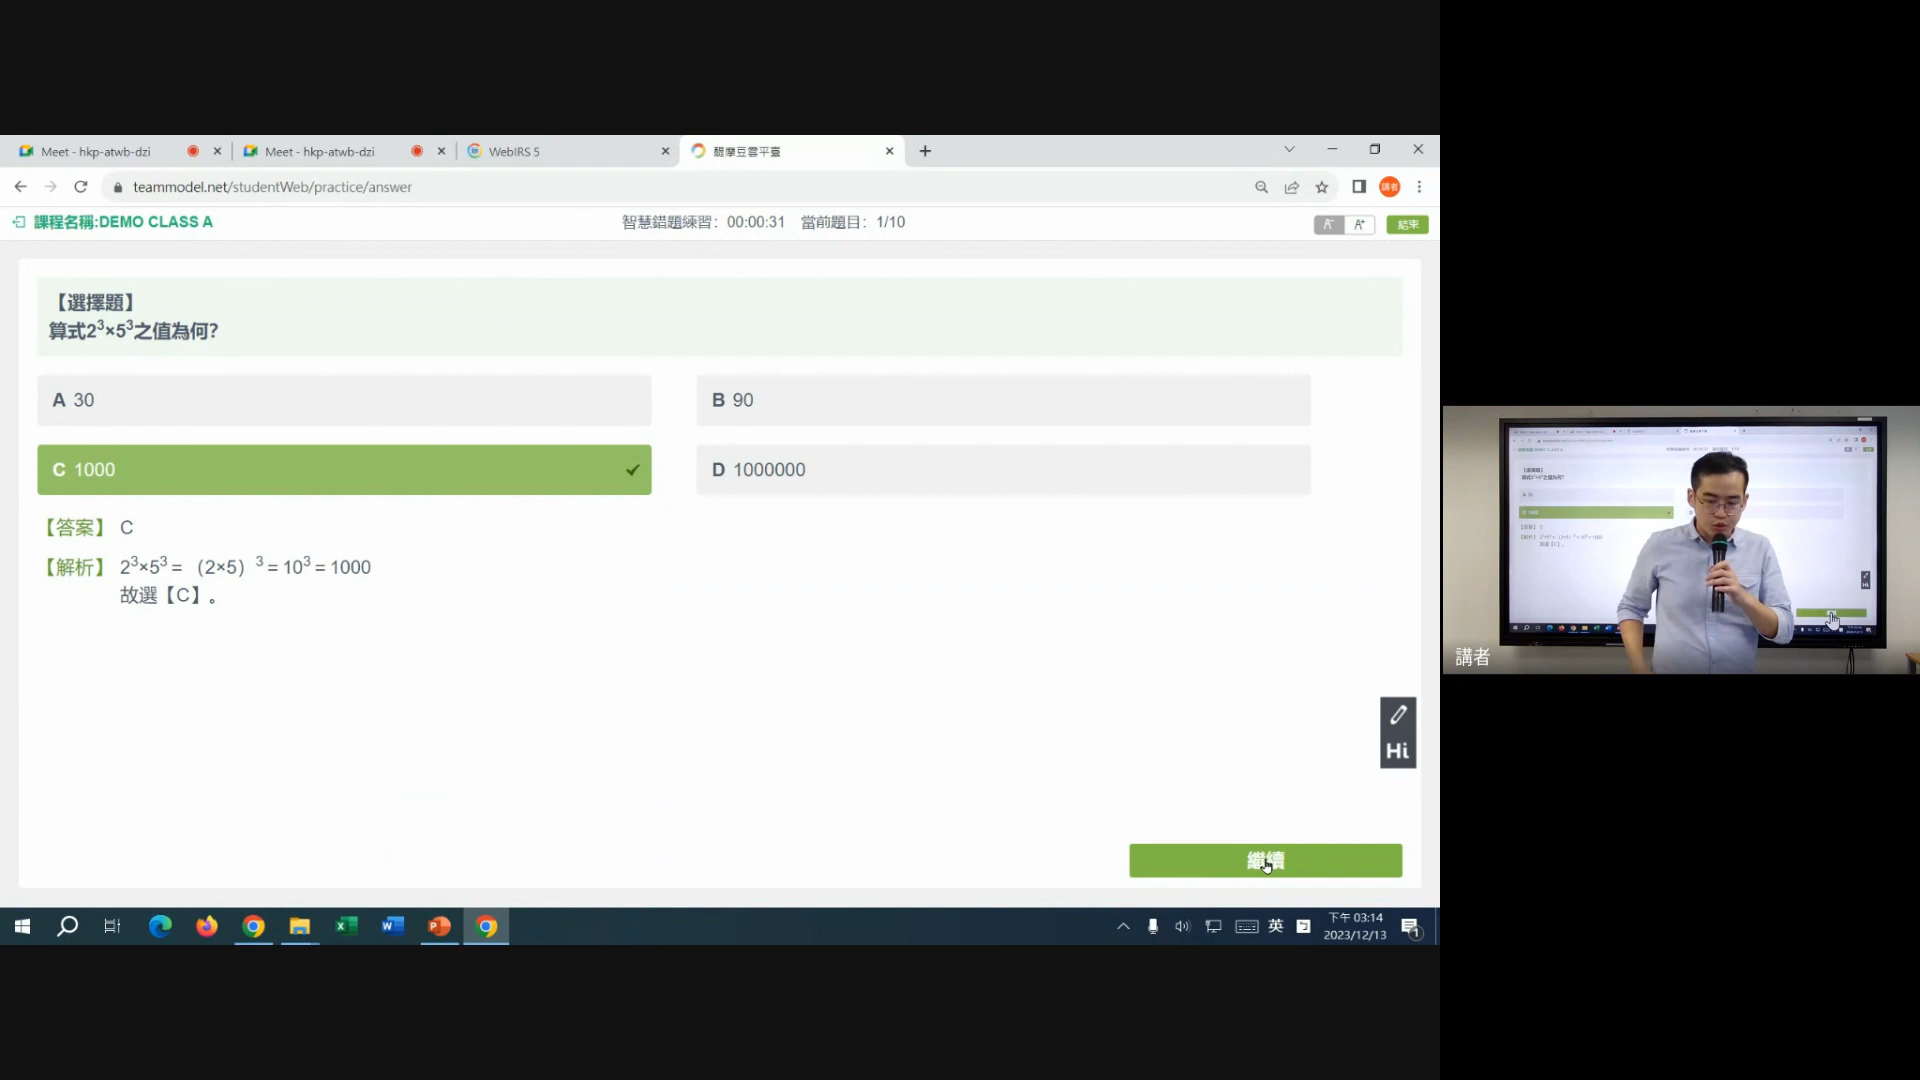 Meet - hkp-atwb-dzi
Meet - hkp-atwb-dzi
WebIRS 5
醍摩豆雲平臺
teammodel.net/studentWeb/practice/answer
講者
課程名稱:DEMO CLASS A
智慧錯題練習: 00:00:31 當前題目: 1/10
A⁻ A⁺
結束
【選擇題】
算式2³×5³之值為何?
A 30
B 90
C 1000
D 1000000
【答案】 C
【解析】 2³×5³ = （2×5）³ = 10³ = 1000
故選【C】。
Hi
繼續
英
下午 03:14
2023/12/13
1
講者